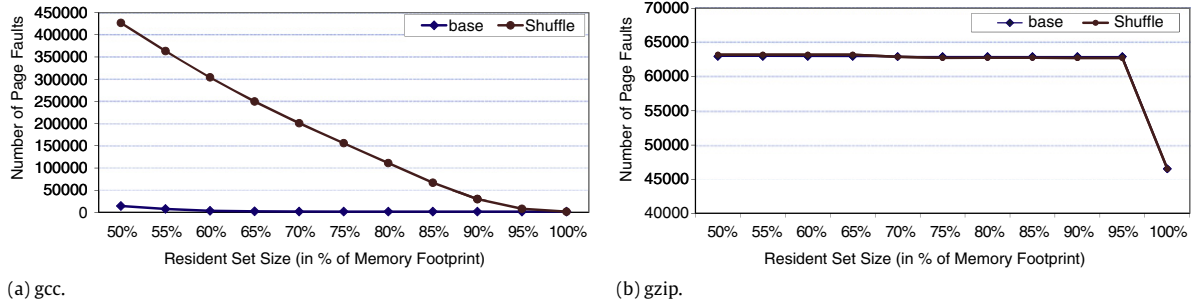 450000
400000
350000
300000
250000
200000
150000
100000
50000
0
Number of Page Faults
base
Shuffle
50% 55% 60% 65% 70% 75% 80% 85% 90% 95% 100%
Resident Set Size (in % of Memory Footprint)
(a) gcc.
70000
65000
60000
55000
50000
45000
40000
Number of Page Faults
base
Shuffle
50% 55% 60% 65% 70% 75% 80% 85% 90% 95% 100%
Resident Set Size (in % of Memory Footprint)
(b) gzip.